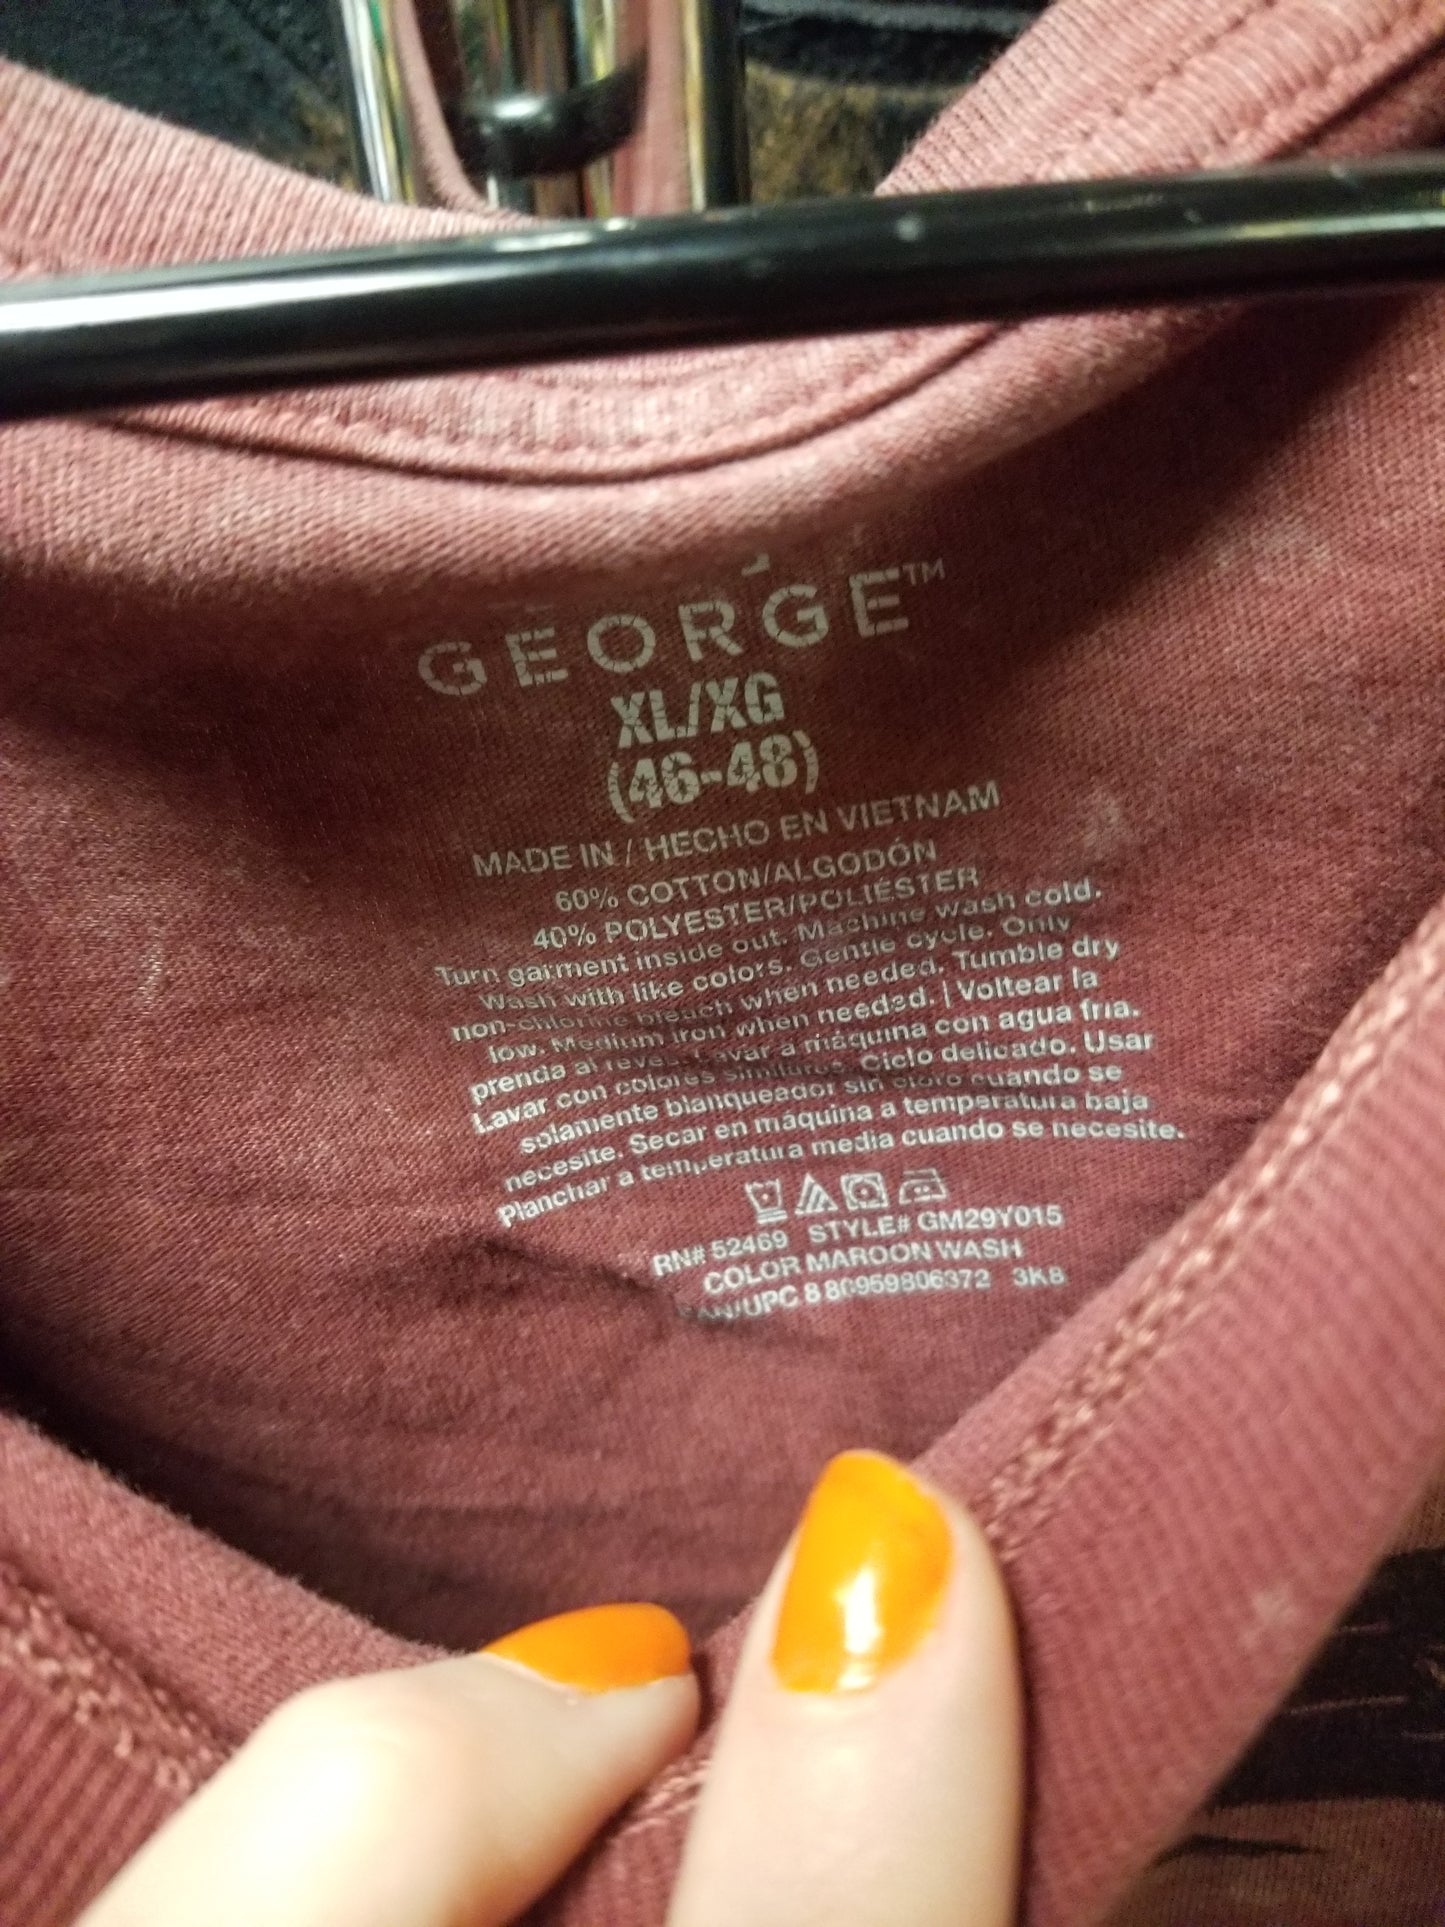 GEORGE™
XL/XG
(46-48)
MADE IN / HECHO EN VIETNAM
60% COTTON/ALGODÓN
40% POLYESTER/POLIÉSTER
Turn garment inside out. Machine wash cold.
Wash with like colors. Gentle cycle. Only
non-chlorine bleach when needed. Tumble dry
low. Medium iron when needed. | Voltear la
prenda al revés. Lavar a máquina con agua fría.
Lavar con colores similares. Ciclo delicado. Usar
solamente blanqueador sin cloro cuando se
necesite. Secar en máquina a temperatura baja
Planchar a temperatura media cuando se necesite.
RN# 52469 STYLE# GM29Y015
COLOR MAROON WASH
EAN/UPC 8 80959806372 3K8